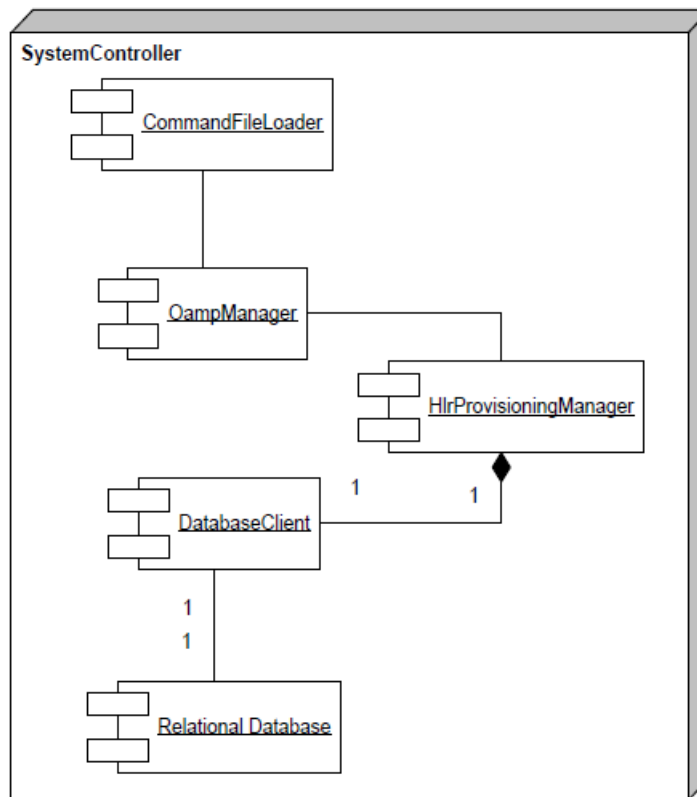 SystemController
CommandFileLoader
OampManager
HlrProvisioningManager
1
1
DatabaseClient
1
1
Relational Database